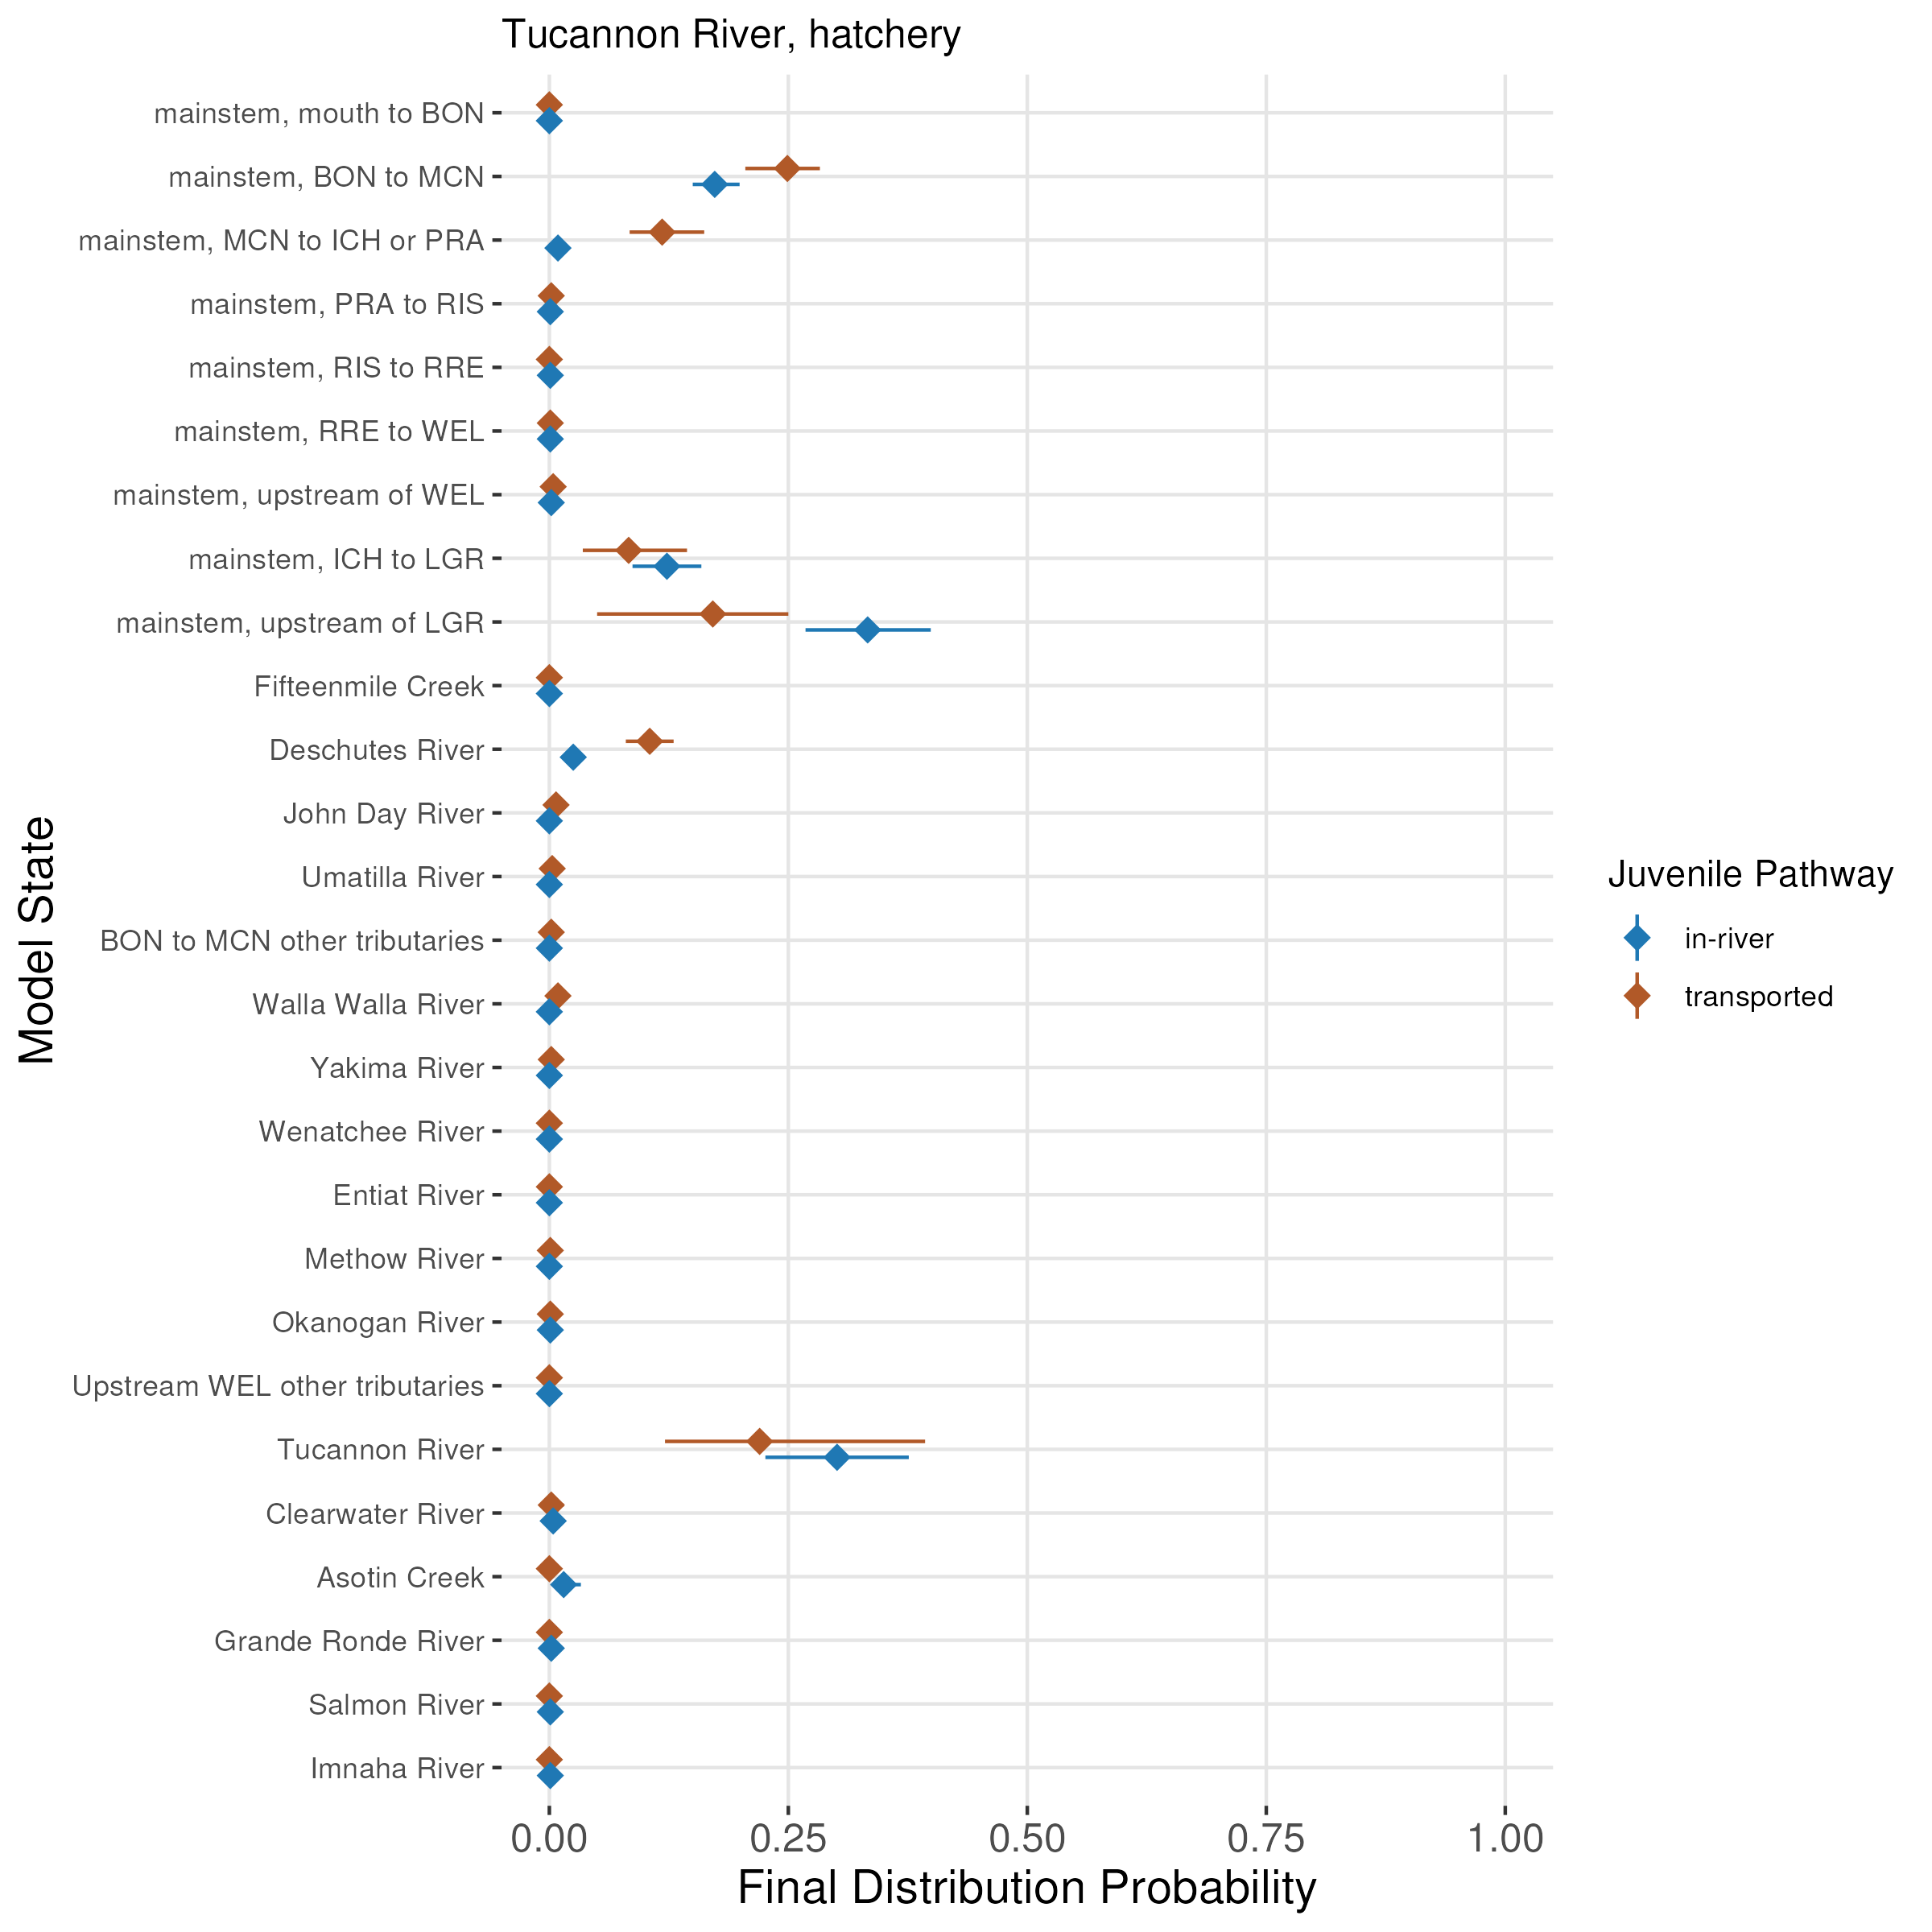 Tucannon River, hatchery
mainstem, mouth to BON
mainstem, BON to MCN
mainstem, MCN to ICH or PRA
mainstem, PRA to RIS
mainstem, RIS to RRE
mainstem, RRE to WEL
mainstem, upstream of WEL
mainstem, ICH to LGR
mainstem, upstream of LGR
Fifteenmile Creek
Deschutes River
John Day River
Umatilla River
BON to MCN other tributaries
Walla Walla River
Yakima River
Wenatchee River
Entiat River
Methow River
Okanogan River
Upstream WEL other tributaries
Tucannon River
Clearwater River
Asotin Creek
Grande Ronde River
Salmon River
Imnaha River
Model State
0.00 0.25 0.50 0.75 1.00
Final Distribution Probability
Juvenile Pathway
in-river
transported